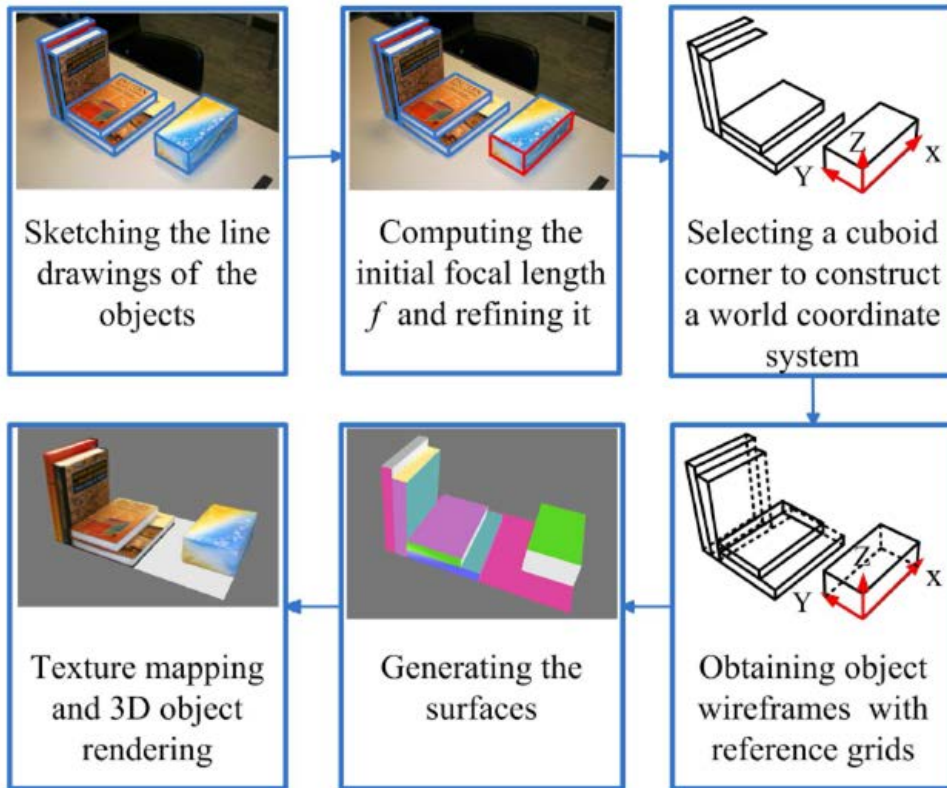 Sketching the line
drawings of the
objects
Computing the
initial focal length
f and refining it
Z
X
Y
Selecting a cuboid
corner to construct
a world coordinate
system
Texture mapping
and 3D object
rendering
Generating the
surfaces
Z
X
Y
Obtaining object
wireframes with
reference grids